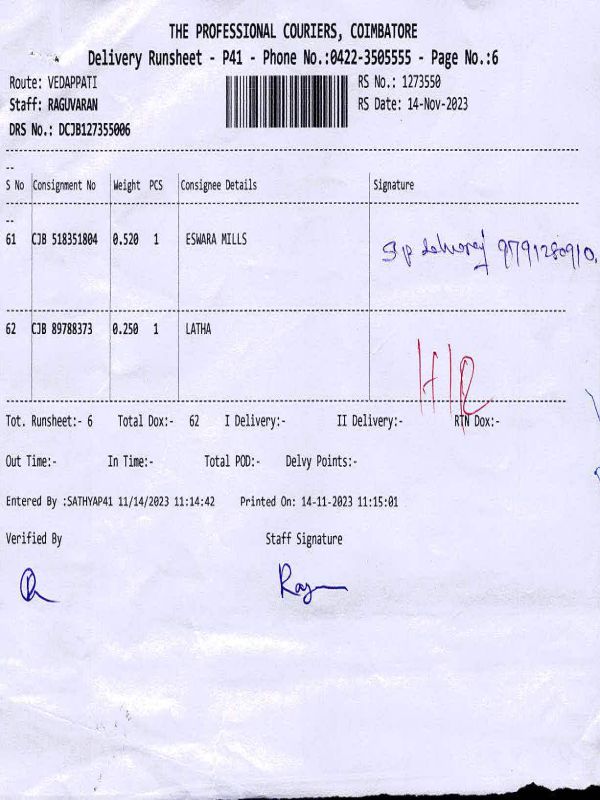 THE PROFESSIONAL COURIERS, COIMBATORE
Delivery Runsheet - P41 - Phone No.:0422-3505555 - Page No.:6
Route: VEDAPPATI RS No.: 1273550
Staff: RAGUVARAN RS Date: 14-Nov-2023
DRS No.: DCJB127355006
S No Consignment No Weight PCS Consignee Details Signature
61 CJB 518351804 0.520 1 ESWARA MILLS 9791280910.
62 CJB 89788373 0.250 1 LATHA
Tot. Runsheet:- 6 Total Dox:- 62 I Delivery:- II Delivery:- RTN Dox:-
Out Time:- In Time:- Total POD:- Delvy Points:-
Entered By :SATHYAP41 11/14/2023 11:14:42 Printed On: 14-11-2023 11:15:01
Verified By Staff Signature